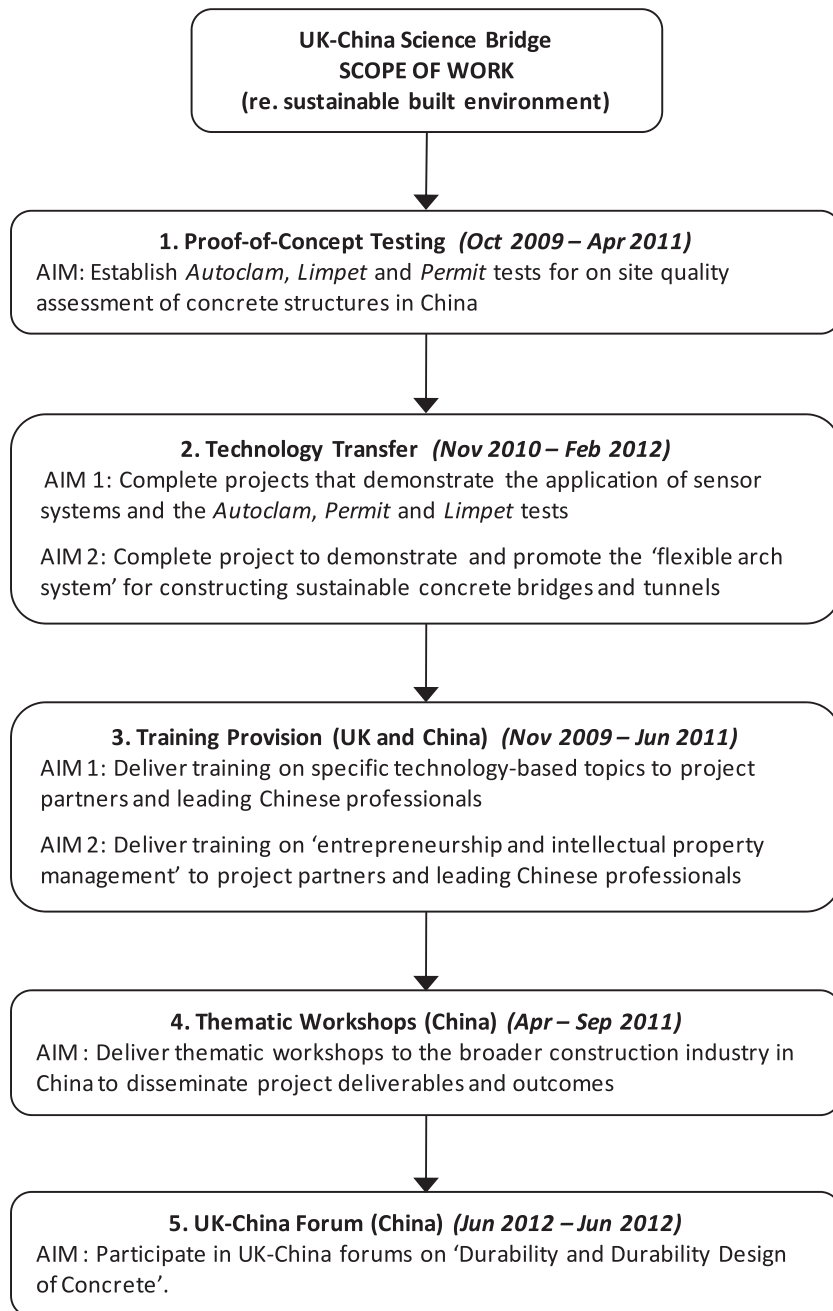 UK-China Science Bridge
SCOPE OF WORK
(re. sustainable built environment)
1. Proof-of-Concept Testing (Oct 2009 – Apr 2011)
AIM: Establish Autoclam, Limpet and Permit tests for on site quality
assessment of concrete structures in China
2. Technology Transfer (Nov 2010 – Feb 2012)
AIM 1: Complete projects that demonstrate the application of sensor
systems and the Autoclam, Permit and Limpet tests
AIM 2: Complete project to demonstrate and promote the ‘flexible arch
system’ for constructing sustainable concrete bridges and tunnels
3. Training Provision (UK and China) (Nov 2009 – Jun 2011)
AIM 1: Deliver training on specific technology-based topics to project
partners and leading Chinese professionals
AIM 2: Deliver training on ‘entrepreneurship and intellectual property
management’ to project partners and leading Chinese professionals
4. Thematic Workshops (China) (Apr – Sep 2011)
AIM : Deliver thematic workshops to the broader construction industry in
China to disseminate project deliverables and outcomes
5. UK-China Forum (China) (Jun 2012 – Jun 2012)
AIM : Participate in UK-China forums on ‘Durability and Durability Design
of Concrete’.